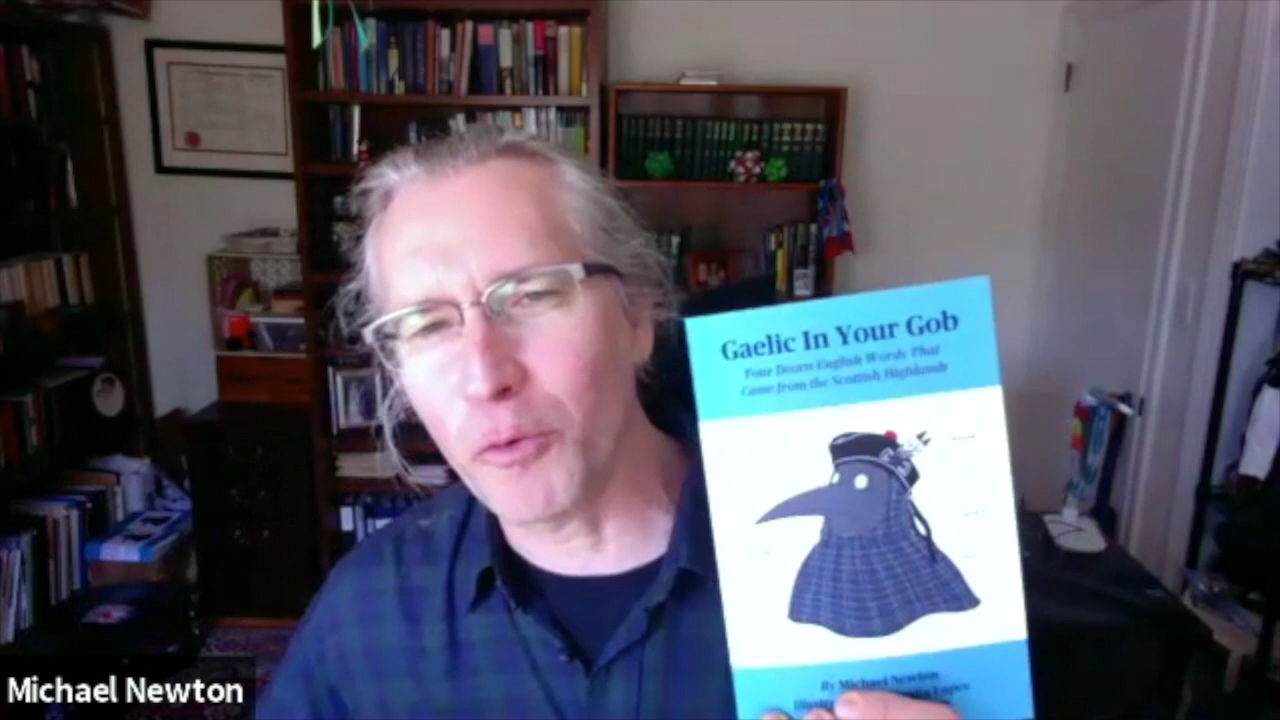 Gaelic In Your Gob
Four Dozen English Words That
Came from the Scottish Highlands
By Michael Newton
Michael Newton